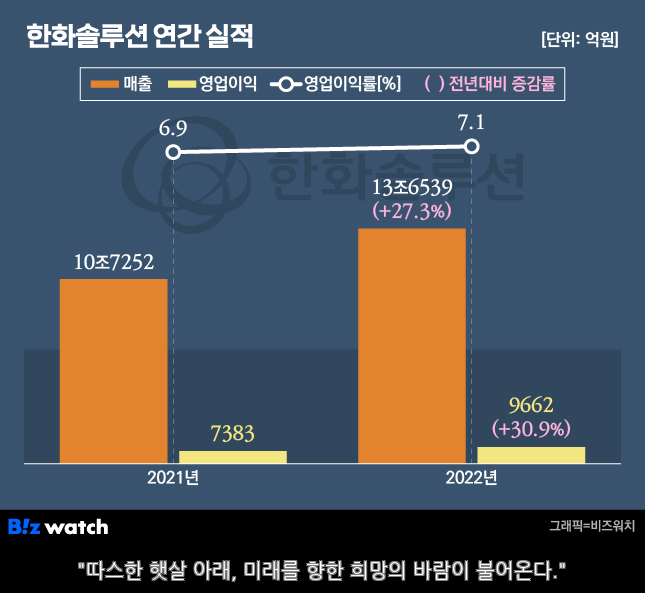 한화솔루션 연간 실적
[단위: 억원]
매출 영업이익 영업이익률[%] ( ) 전년대비 증감률
6.9
7.1
한화솔루션
13조6539
(+27.3%)
10조7252
9662
(+30.9%)
7383
2021년
2022년
B!z watch
그래픽=비즈워치
"따스한 햇살 아래, 미래를 향한 희망의 바람이 불어온다."